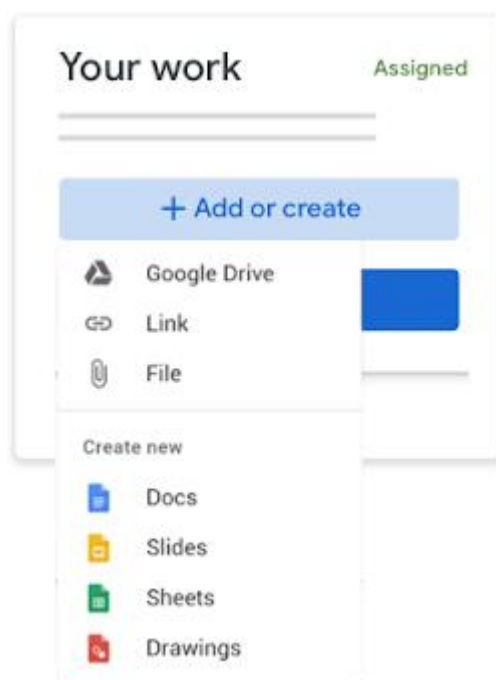 Your work
Assigned
+ Add or create
Google Drive
Link
File
Create new
Docs
Slides
Sheets
Drawings